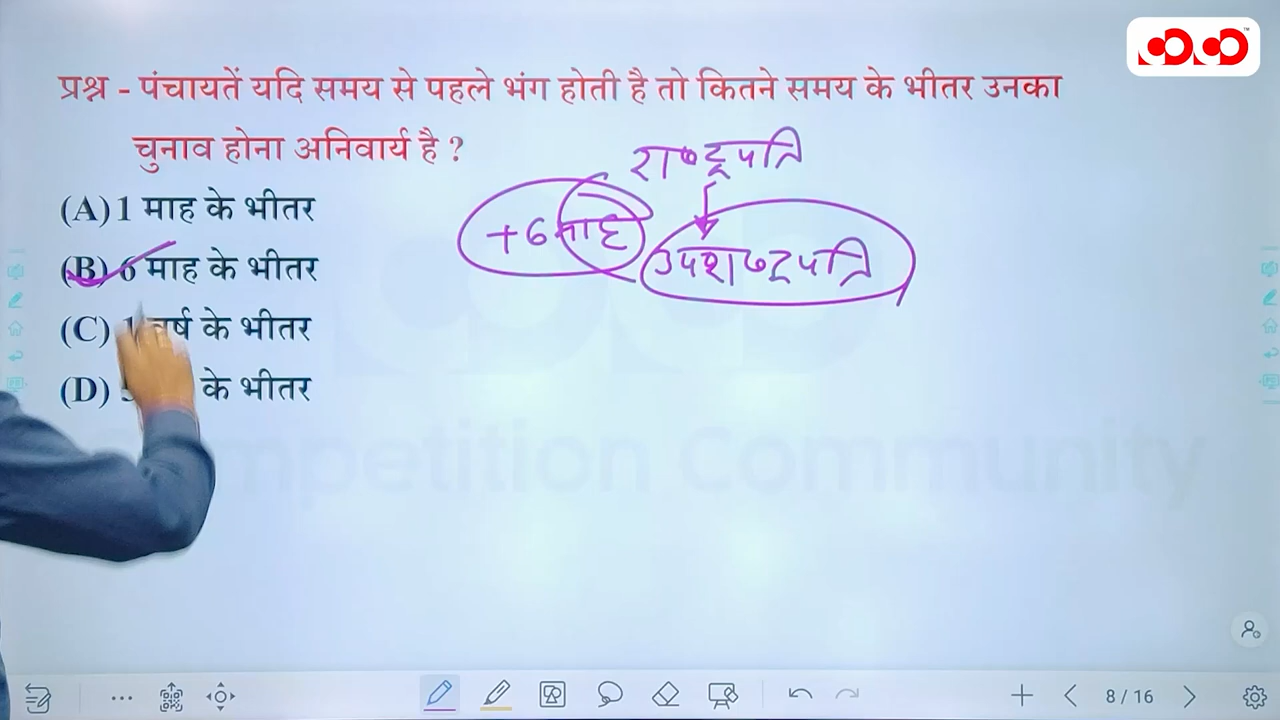 प्रश्न - पंचायतें यदि समय से पहले भंग होती है तो कितने समय के भीतर उनका
चुनाव होना अनिवार्य है ?
राष्ट्रपति
(A) 1 माह के भीतर
+6 माह
उपराष्ट्रपति
(B) 6 माह के भीतर
(C) 1 वर्ष के भीतर
(D) के भीतर
Competition Community
8 / 16